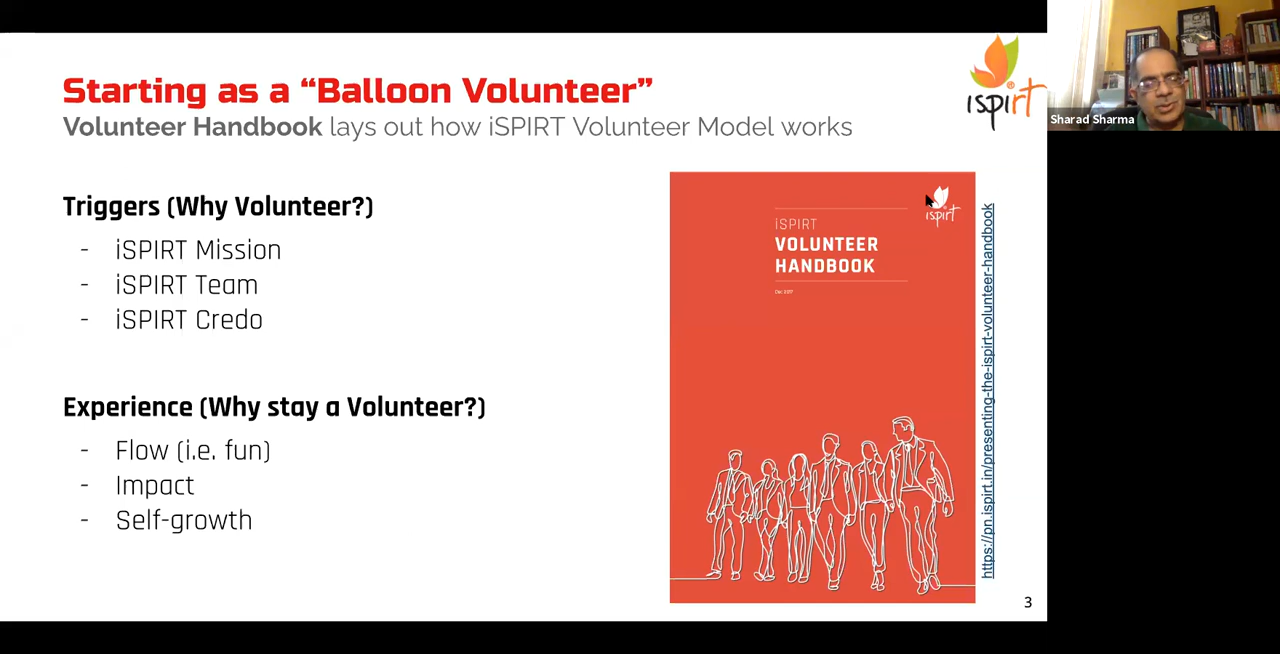 Starting as a “Balloon Volunteer”
Volunteer Handbook lays out how iSPIRT Volunteer Model works
ispirt
Sharad Sharma
Triggers (Why Volunteer?)
- iSPIRT Mission
- iSPIRT Team
- iSPIRT Credo
Experience (Why stay a Volunteer?)
- Flow (i.e. fun)
- Impact
- Self-growth
ispirt
iSPIRT
VOLUNTEER
HANDBOOK
https://pn.ispirt.in/presenting-the-ispirt-volunteer-handbook
3